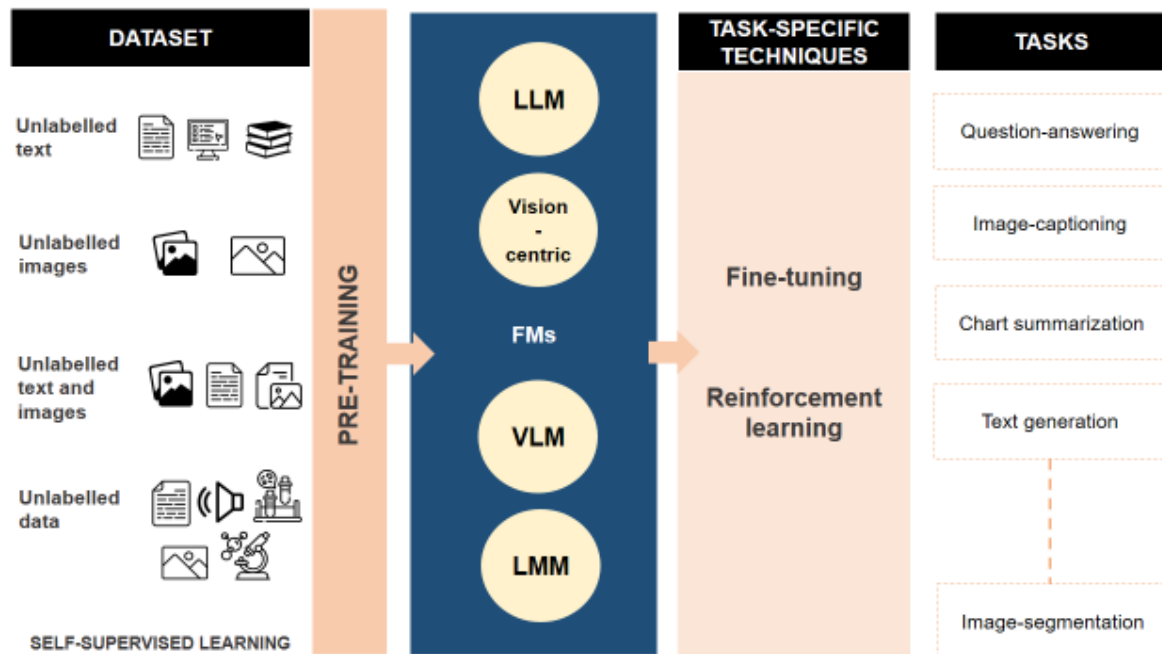 DATASET
Unlabelled
text
Unlabelled
images
Unlabelled
text and
images
Unlabelled
data
SELF-SUPERVISED LEARNING
PRE-TRAINING
LLM
Vision
-
centric
FMs
VLM
LMM
TASK-SPECIFIC
TECHNIQUES
Fine-tuning
Reinforcement
learning
TASKS
Question-answering
Image-captioning
Chart summarization
Text generation
Image-segmentation